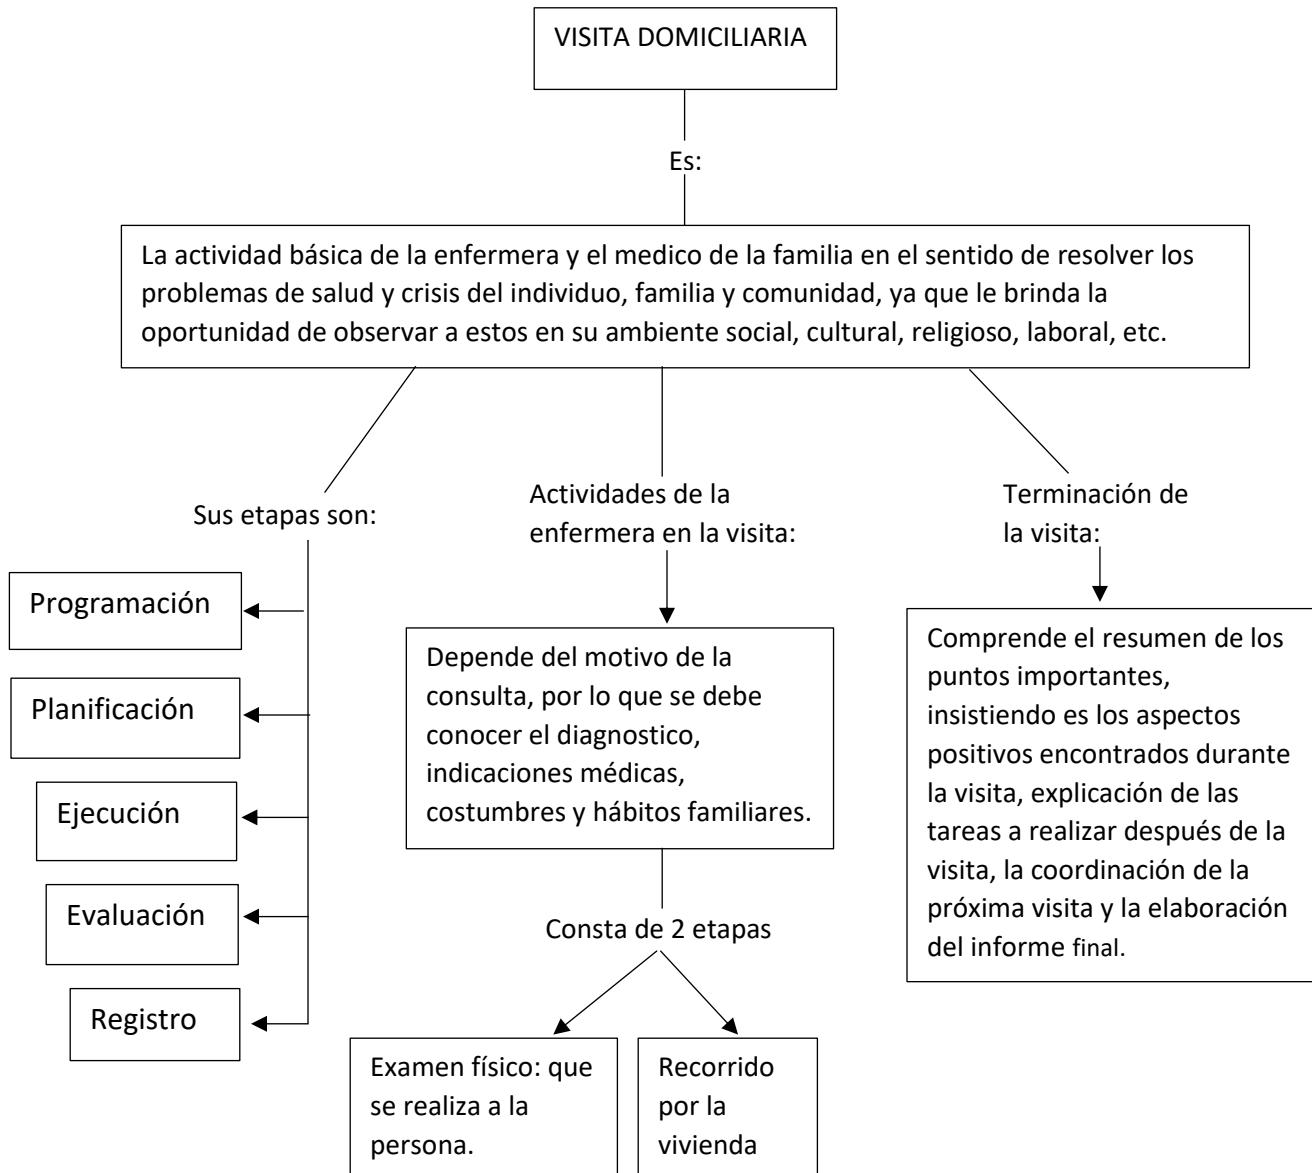 VISITA DOMICILIARIA
Es:
La actividad básica de la enfermera y el medico de la familia en el sentido de resolver los
problemas de salud y crisis del individuo, familia y comunidad, ya que le brinda la
oportunidad de observar a estos en su ambiente social, cultural, religioso, laboral, etc.
Sus etapas son:
Programación
Planificación
Ejecución
Evaluación
Registro
Actividades de la
enfermera en la visita:
Depende del motivo de la
consulta, por lo que se debe
conocer el diagnostico,
indicaciones médicas,
costumbres y hábitos familiares.
Consta de 2 etapas
Examen físico: que
se realiza a la
persona.
Recorrido
por la
vivienda
Terminación de
la visita:
Comprende el resumen de los
puntos importantes,
insistiendo es los aspectos
positivos encontrados durante
la visita, explicación de las
tareas a realizar después de la
visita, la coordinación de la
próxima visita y la elaboración
del informe final.